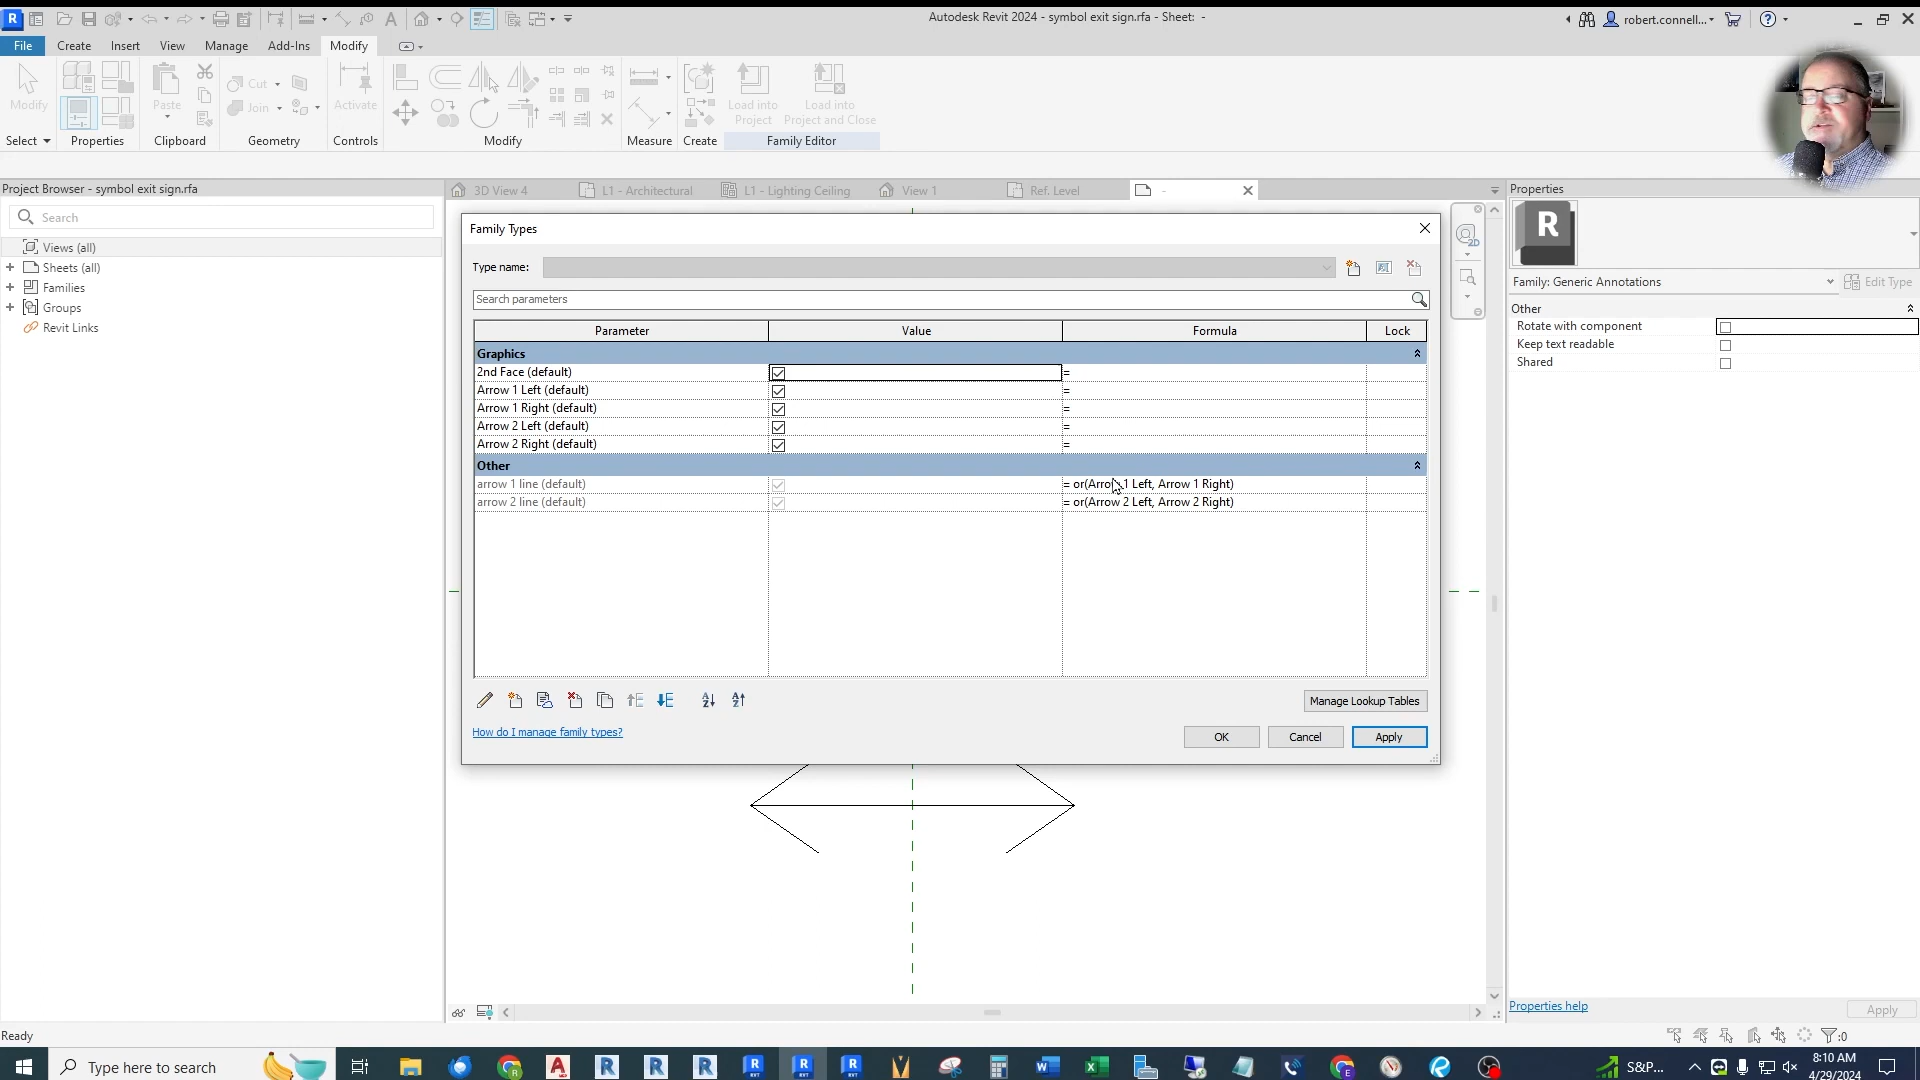 Autodesk Revit 2024 - symbol exit sign.rfa - Sheet: -
robert.connell...
File Create Insert View Manage Add-Ins Modify
Modify
Paste
Cut
Join
Activate
Load into Project
Load into Project and Close
Select Properties Clipboard Geometry Controls Modify Measure Create Family Editor
Project Browser - symbol exit sign.rfa
Search
Views (all)
Sheets (all)
Families
Groups
Revit Links
3D View 4
L1 - Architectural
L1 - Lighting Ceiling
View 1
Ref. Level
-
Family Types
Type name:
Search parameters
Parameter Value Formula Lock
Graphics
2nd Face (default) =
Arrow 1 Left (default) =
Arrow 1 Right (default) =
Arrow 2 Left (default) =
Arrow 2 Right (default) =
Other
arrow 1 line (default) = or(Arrow 1 Left, Arrow 1 Right)
arrow 2 line (default) = or(Arrow 2 Left, Arrow 2 Right)
Manage Lookup Tables
How do I manage family types?
OK Cancel Apply
2D
Properties
R
Family: Generic Annotations
Edit Type
Other
Rotate with component
Keep text readable
Shared
Properties help
Apply
Ready
:0
Type here to search
S&P...
8:10 AM
4/29/2024